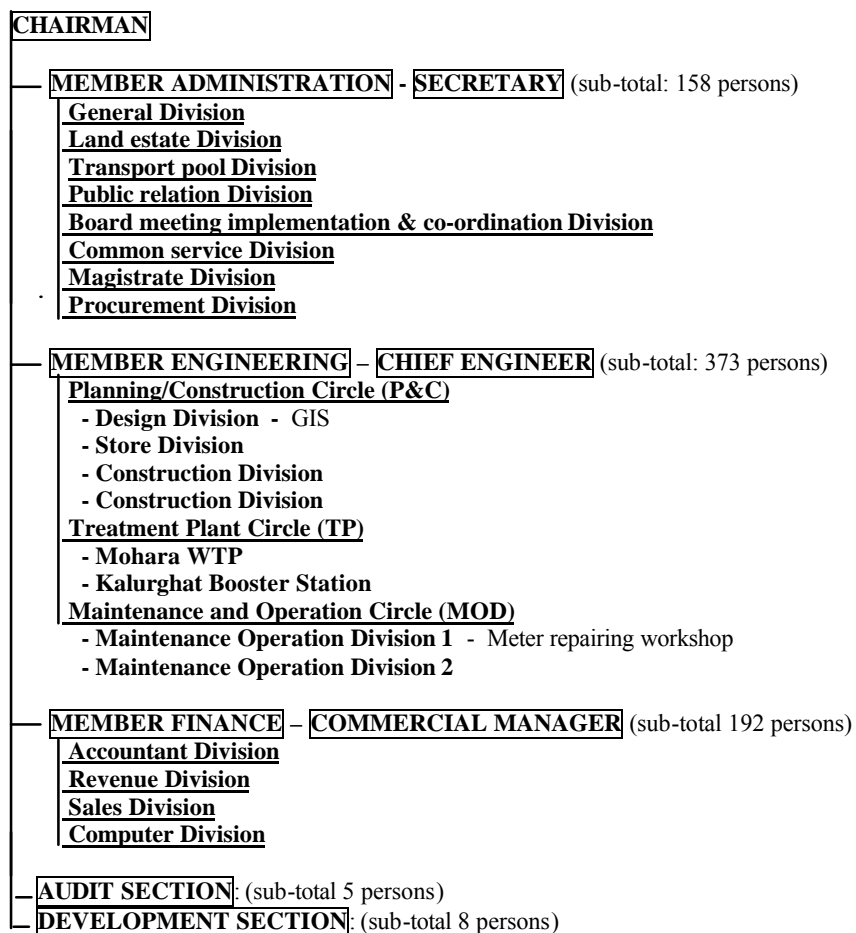 CHAIRMAN
MEMBER ADMINISTRATION - SECRETARY (sub-total: 158 persons)
General Division
Land estate Division
Transport pool Division
Public relation Division
Board meeting implementation & co-ordination Division
Common service Division
Magistrate Division
Procurement Division
MEMBER ENGINEERING – CHIEF ENGINEER (sub-total: 373 persons)
Planning/Construction Circle (P&C)
- Design Division - GIS
- Store Division
- Construction Division
- Construction Division
Treatment Plant Circle (TP)
- Mohara WTP
- Kalurghat Booster Station
Maintenance and Operation Circle (MOD)
- Maintenance Operation Division 1 - Meter repairing workshop
- Maintenance Operation Division 2
MEMBER FINANCE – COMMERCIAL MANAGER (sub-total 192 persons)
Accountant Division
Revenue Division
Sales Division
Computer Division
AUDIT SECTION: (sub-total 5 persons)
DEVELOPMENT SECTION: (sub-total 8 persons)